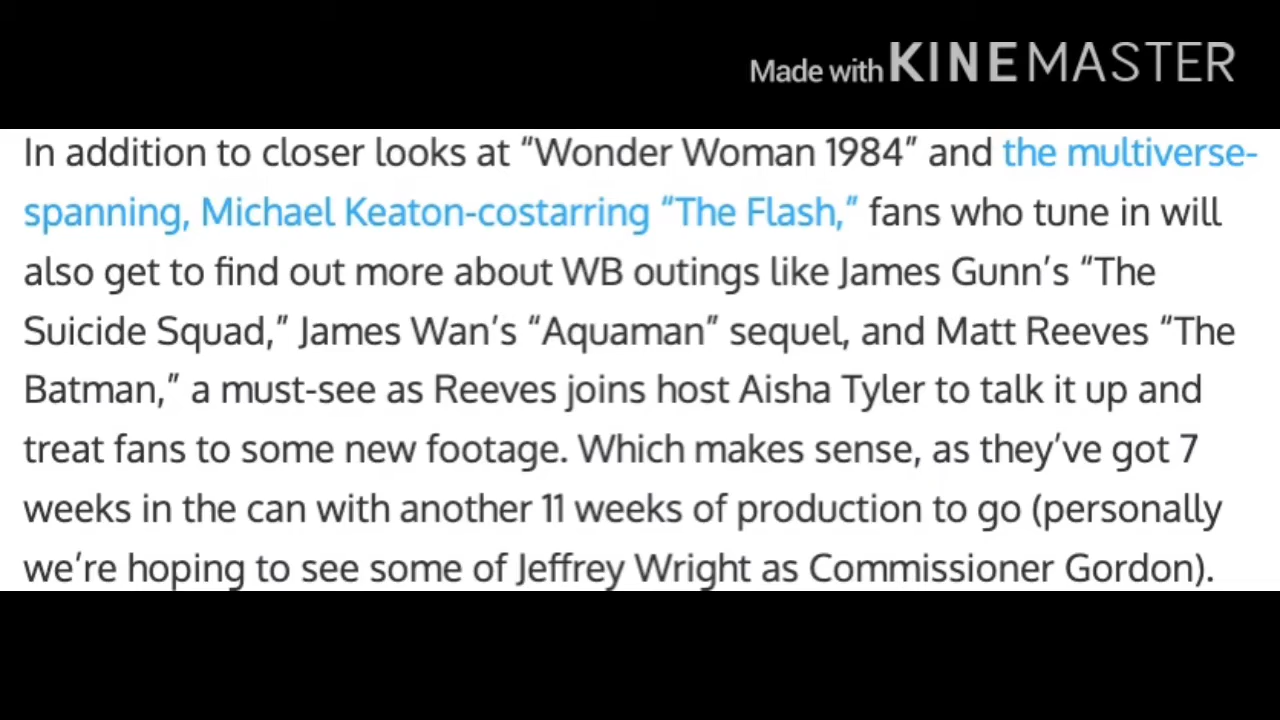 Made with KINEMASTER
In addition to closer looks at “Wonder Woman 1984” and the multiverse-
spanning, Michael Keaton-costarring “The Flash,” fans who tune in will
also get to find out more about WB outings like James Gunn’s “The
Suicide Squad,” James Wan’s “Aquaman” sequel, and Matt Reeves “The
Batman,” a must-see as Reeves joins host Aisha Tyler to talk it up and
treat fans to some new footage. Which makes sense, as they’ve got 7
weeks in the can with another 11 weeks of production to go (personally
we’re hoping to see some of Jeffrey Wright as Commissioner Gordon).